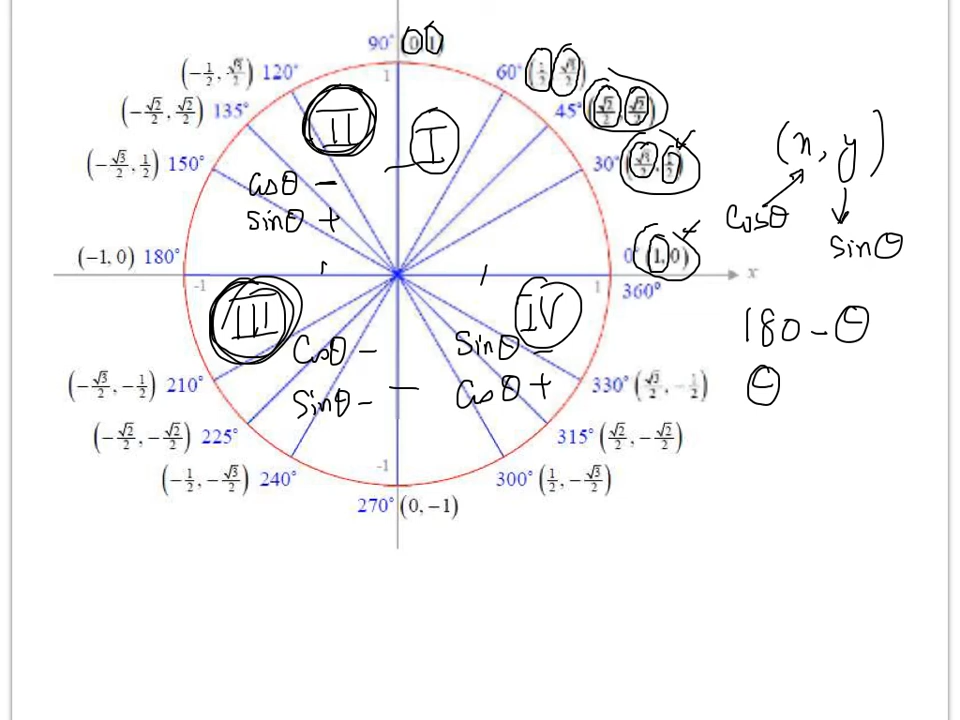 90° (0, 1)
(-1/2, √3/2) 120°
1
60° (1/2, √3/2)
(-√2/2, √2/2) 135°
II
I
45° (√2/2, √2/2)
(-√3/2, 1/2) 150°
30° (√3/2, 1/2)
(x, y)
cosθ -
sinθ +
cosθ
sinθ
(-1, 0) 180°
0° (1, 0)
x
-1
1
360°
III
IV
180 - θ
cosθ -
sinθ -
(-√3/2, -1/2) 210°
sinθ -
cosθ +
330° (√3/2, -1/2)
θ
(-√2/2, -√2/2) 225°
315° (√2/2, -√2/2)
(-1/2, -√3/2) 240°
-1
300° (1/2, -√3/2)
270° (0, -1)